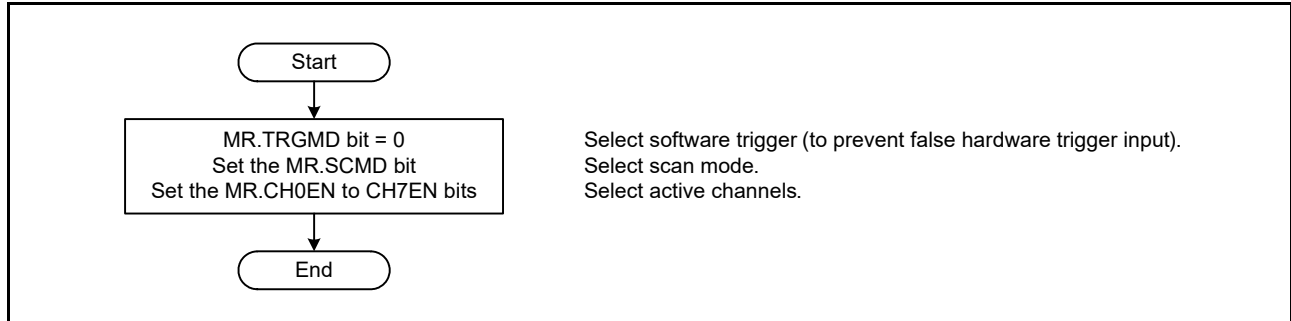 Start
MR.TRGMD bit = 0
Set the MR.SCMD bit
Set the MR.CH0EN to CH7EN bits
Select software trigger (to prevent false hardware trigger input).
Select scan mode.
Select active channels.
End